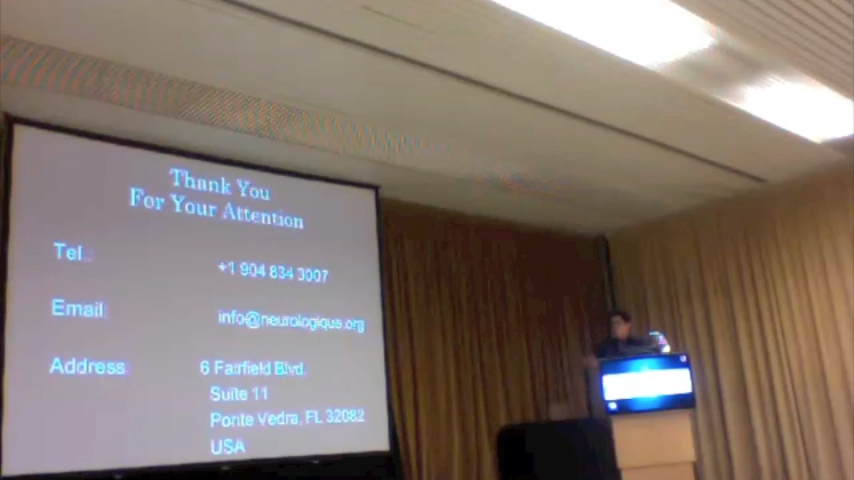 Thank You
For Your Attention
Tel.: +1 904 834 3007
Email: info@neurologique.org
Address: 6 Fairfield Blvd.
Suite 11
Ponte Vedra, FL 32082
USA